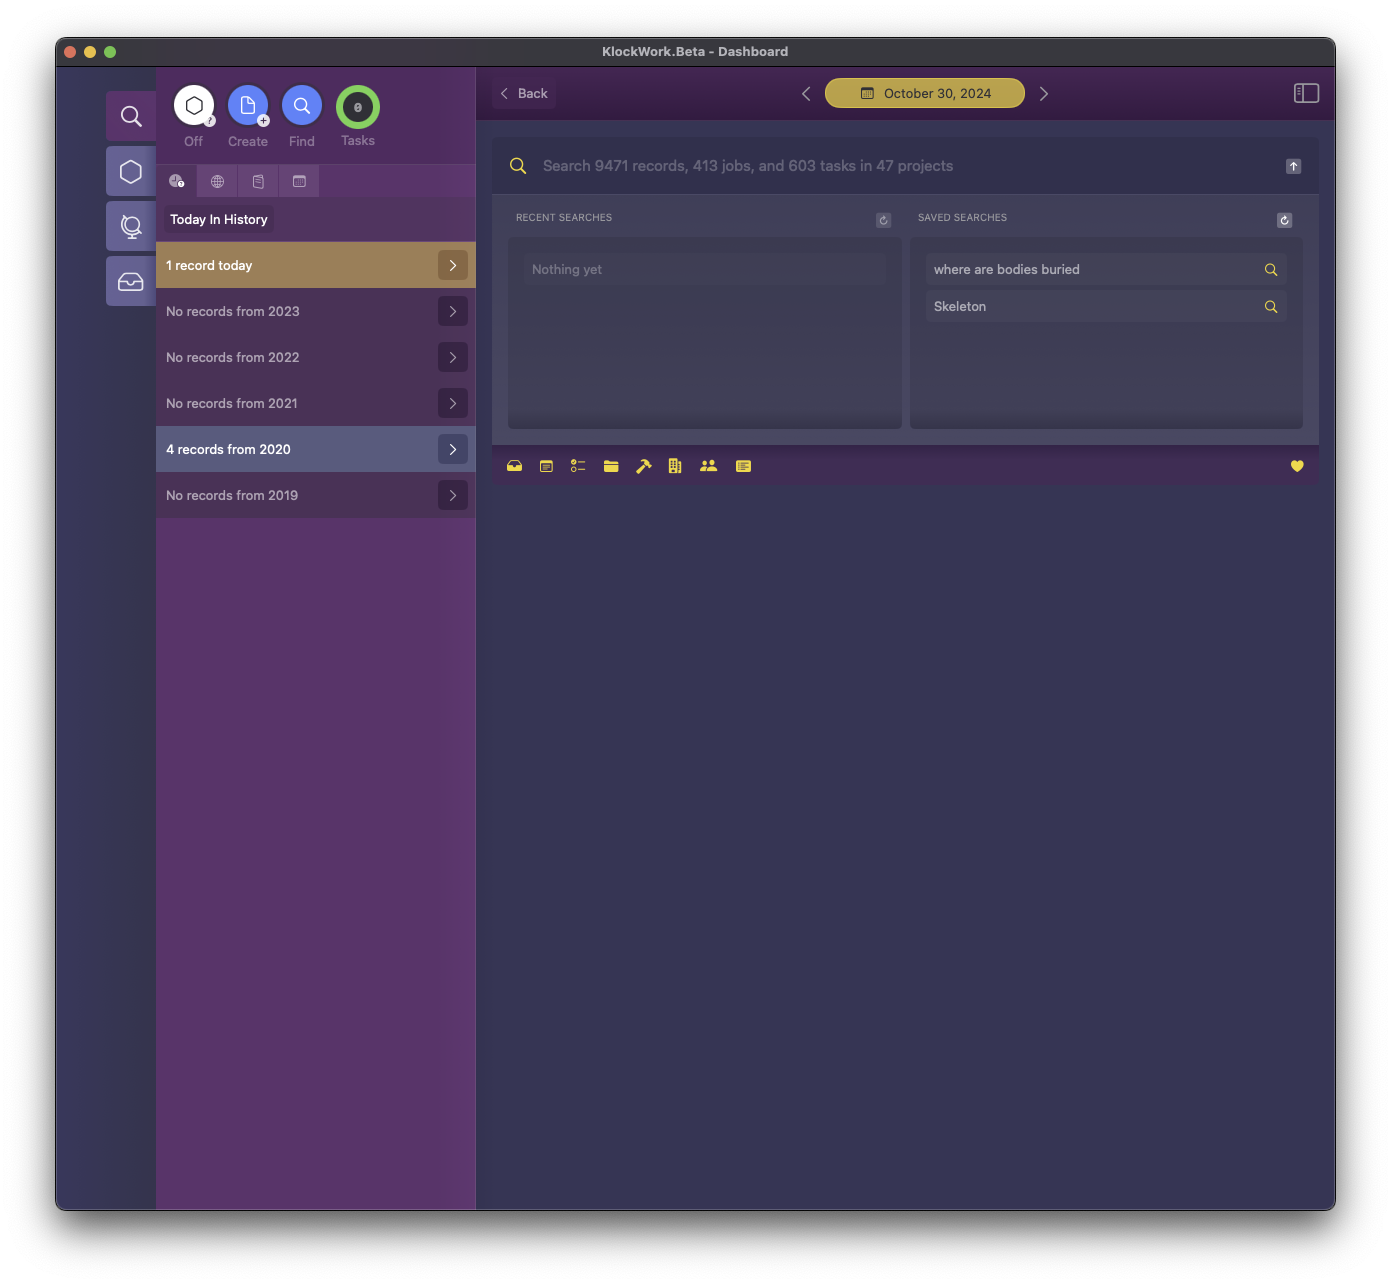 KlockWork.Beta - Dashboard
Off
Create
Find
0
Tasks
Back
October 30, 2024
Today In History
1 record today
No records from 2023
No records from 2022
No records from 2021
4 records from 2020
No records from 2019
Search 9471 records, 413 jobs, and 603 tasks in 47 projects
RECENT SEARCHES
Nothing yet
SAVED SEARCHES
where are bodies buried
Skeleton